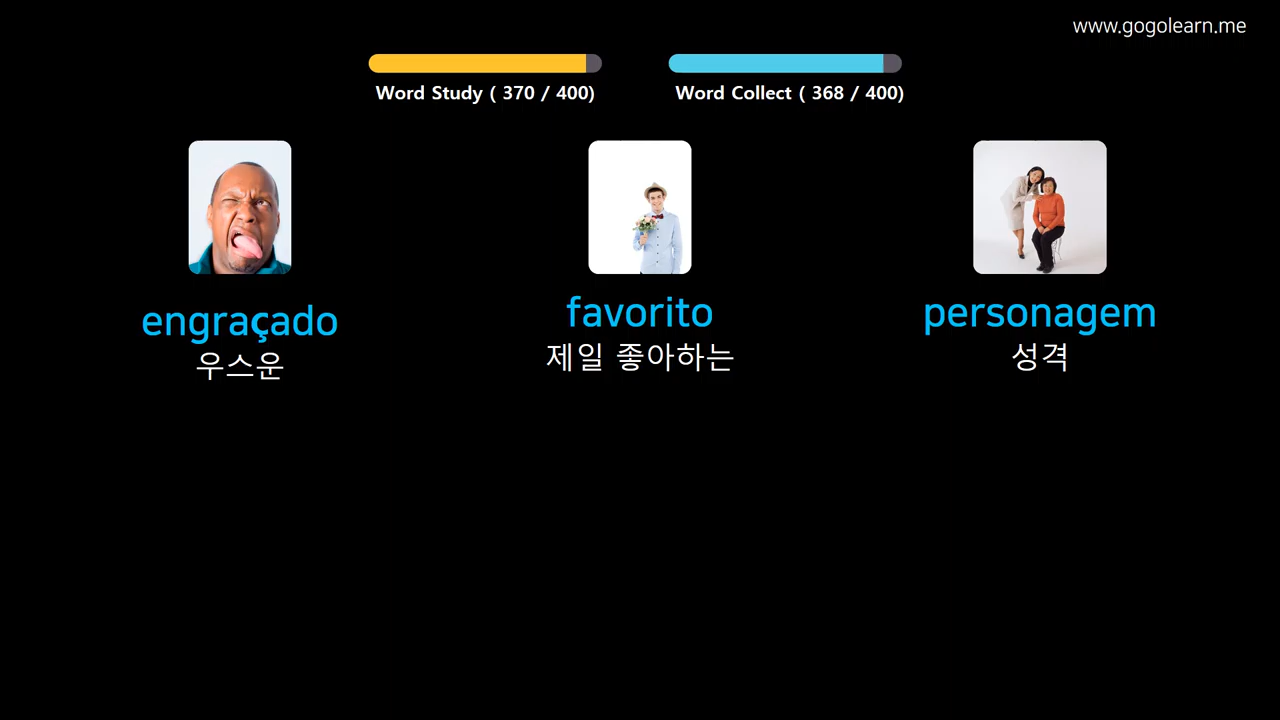 www.gogolearn.me
Word Study ( 370 / 400)
Word Collect ( 368 / 400)
engraçado
우스운
favorito
제일 좋아하는
personagem
성격